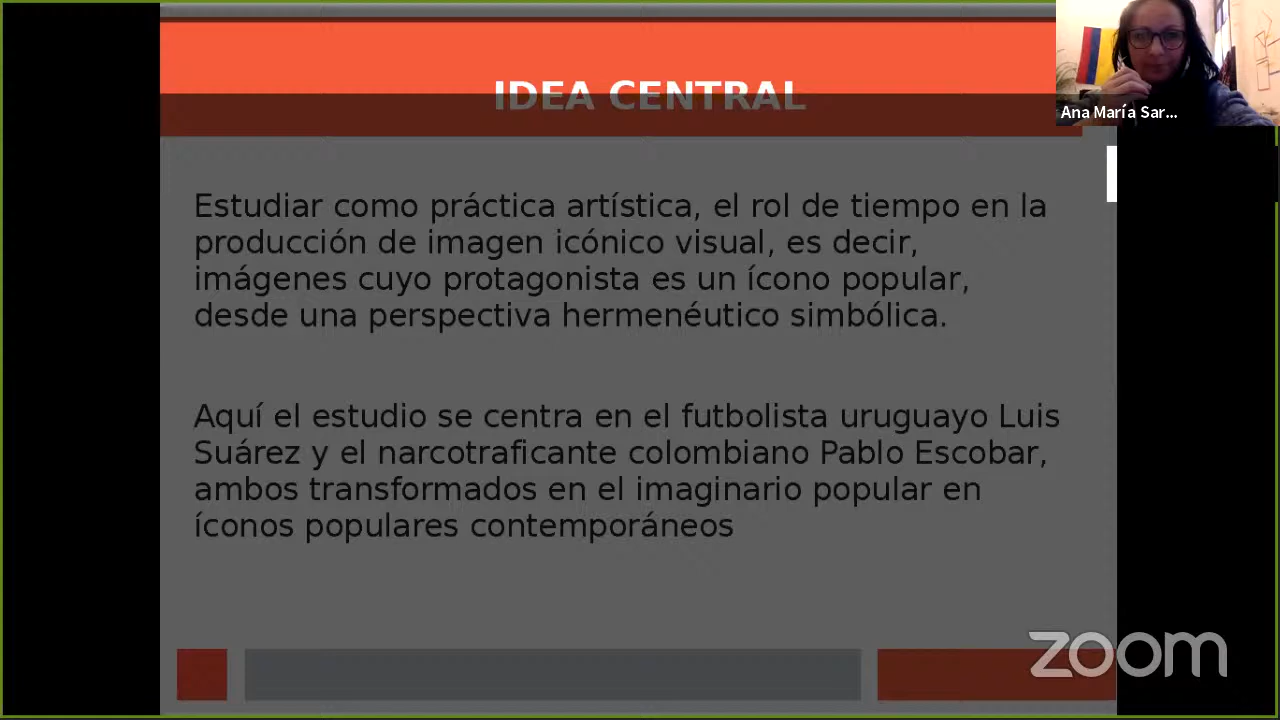 IDEA CENTRAL
Ana María Sar...
Estudiar como práctica artística, el rol de tiempo en la
producción de imagen icónico visual, es decir,
imágenes cuyo protagonista es un ícono popular,
desde una perspectiva hermenéutico simbólica.
Aquí el estudio se centra en el futbolista uruguayo Luis
Suárez y el narcotraficante colombiano Pablo Escobar,
ambos transformados en el imaginario popular en
íconos populares contemporáneos
zoom